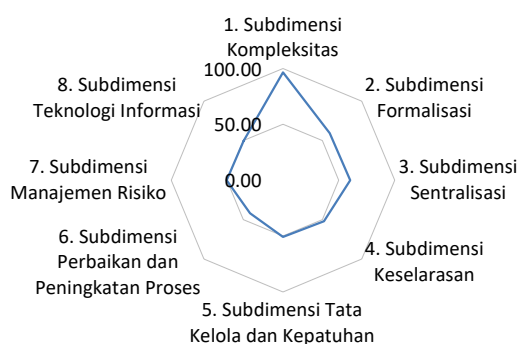 1. Subdimensi
Kompleksitas
2. Subdimensi
Formalisasi
3. Subdimensi
Sentralisasi
4. Subdimensi
Keselarasan
5. Subdimensi Tata
Kelola dan Kepatuhan
6. Subdimensi
Perbaikan dan
Peningkatan Proses
7. Subdimensi
Manajemen Risiko
8. Subdimensi
Teknologi Informasi
100.00
50.00
0.00